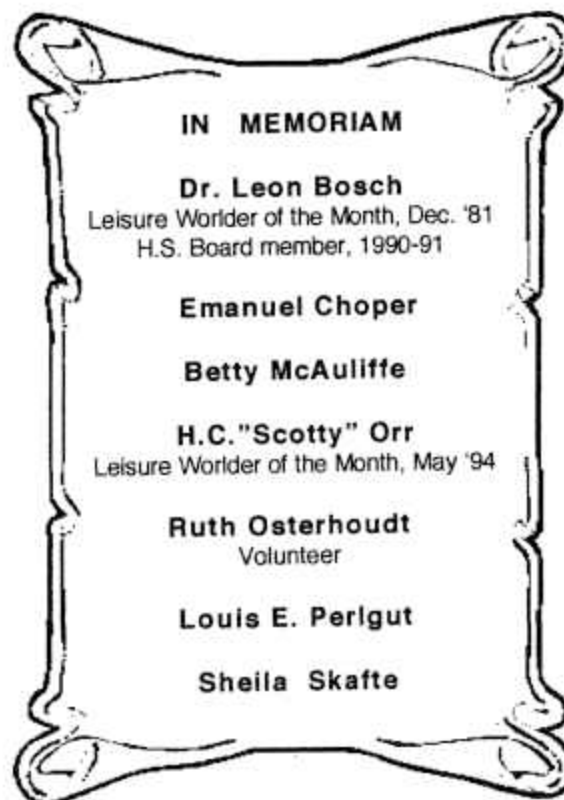 IN MEMORIAM
Dr. Leon Bosch
Leisure Worlder of the Month, Dec. '81
H.S. Board member, 1990-91
Emanuel Choper
Betty McAuliffe
H.C."Scotty" Orr
Leisure Worlder of the Month, May '94
Ruth Osterhoudt
Volunteer
Louis E. Perlgut
Sheila Skafte